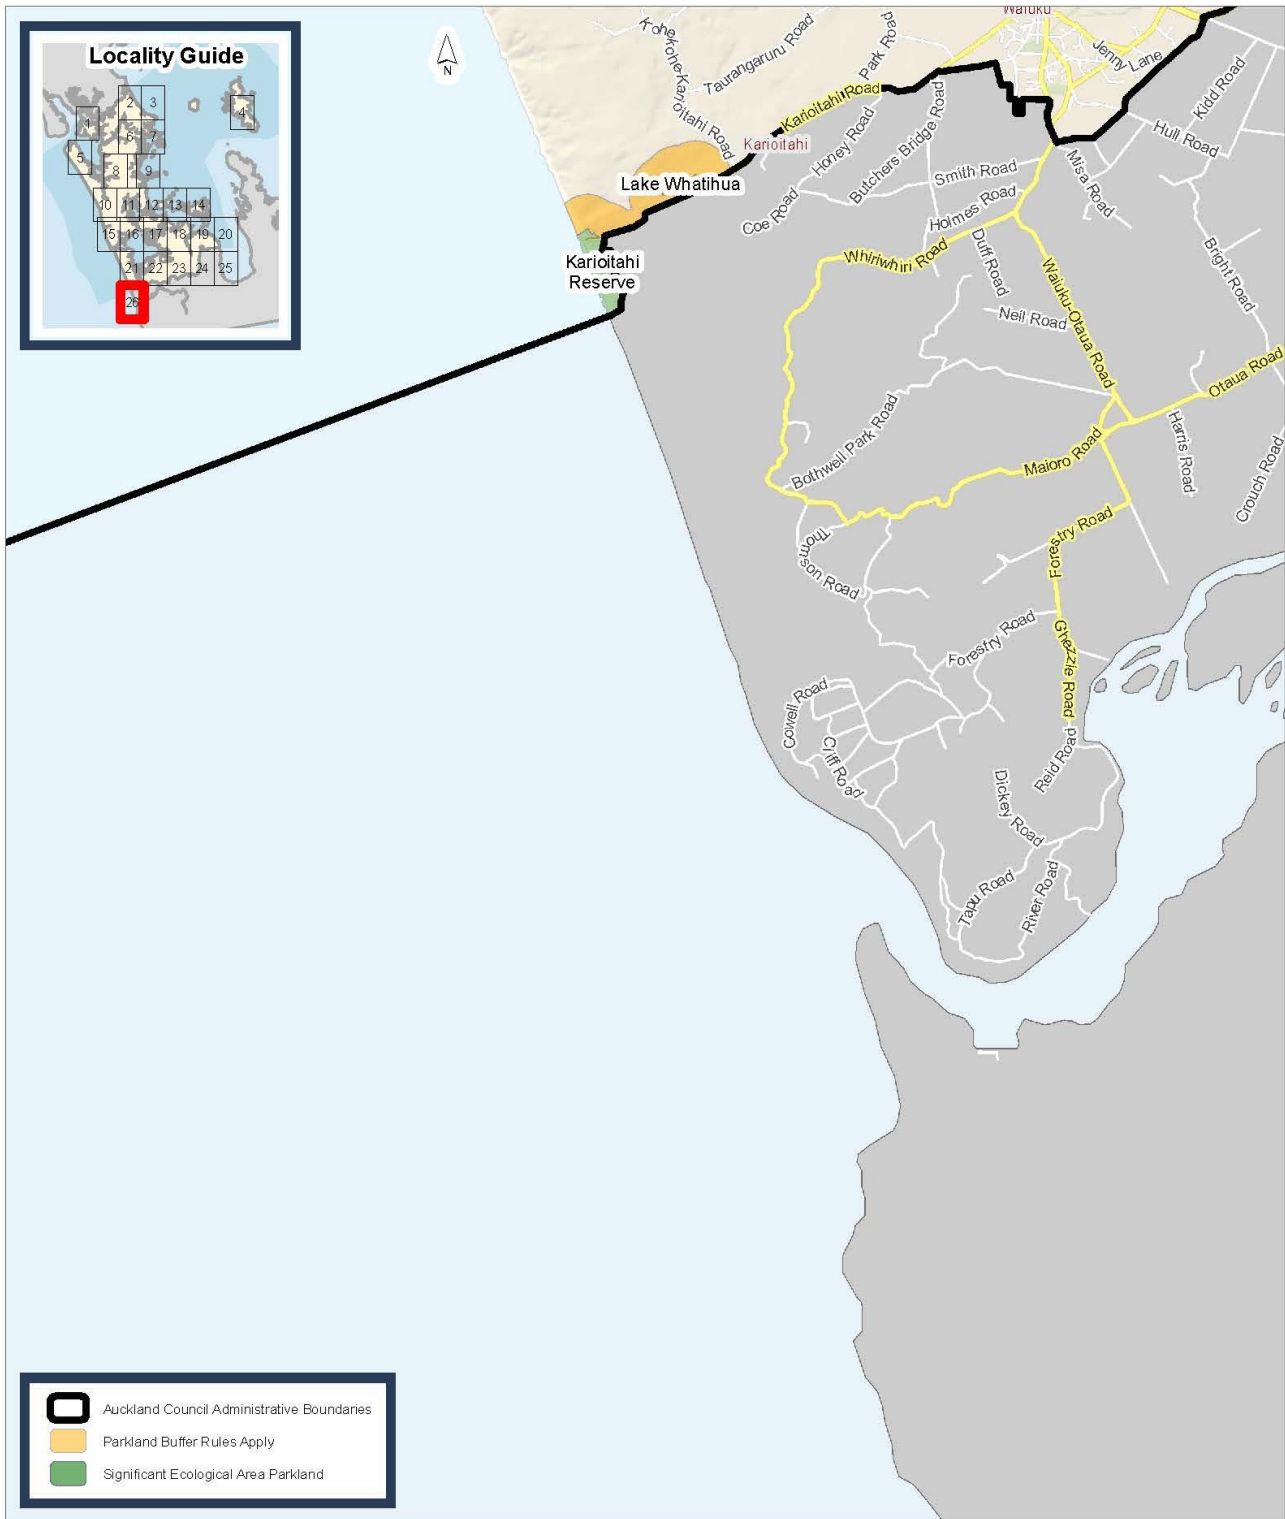 Locality Guide
2
3
1
4
6
7
5
8
9
10
11
12
13
14
15
16
17
18
19
20
21
22
23
24
25
26
N
Waiuku
Kohekohe-Karioitahi Road
Taurangaruru Road
Park Road
Jenny Lane
Kidd Road
Karioitahi Road
Hull Road
Karioitahi
Honey Road
Butchers Bridge Road
Smith Road
Misa Road
Lake Whatihua
Coe Road
Holmes Road
Karioitahi
Reserve
Whiriwhiri Road
Duff Road
Bright Road
Waiuku-Otaua Road
Neil Road
Otaua Road
Bothwell Park Road
Maioro Road
Harris Road
Crouch Road
Thomson Road
Forestry Road
Forestry Road
Ghezzie Road
Cowell Road
Cliff Road
Reid Road
Dickey Road
Tapu Road
River Road
Auckland Council Administrative Boundaries
Parkland Buffer Rules Apply
Significant Ecological Area Parkland